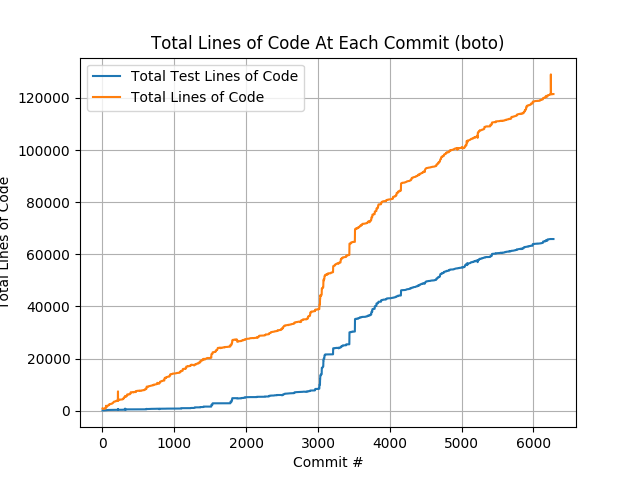 Total Lines of Code At Each Commit (boto)
Total Test Lines of Code
Total Lines of Code
120000
100000
80000
60000
40000
20000
0
Total Lines of Code
0 1000 2000 3000 4000 5000 6000
Commit #